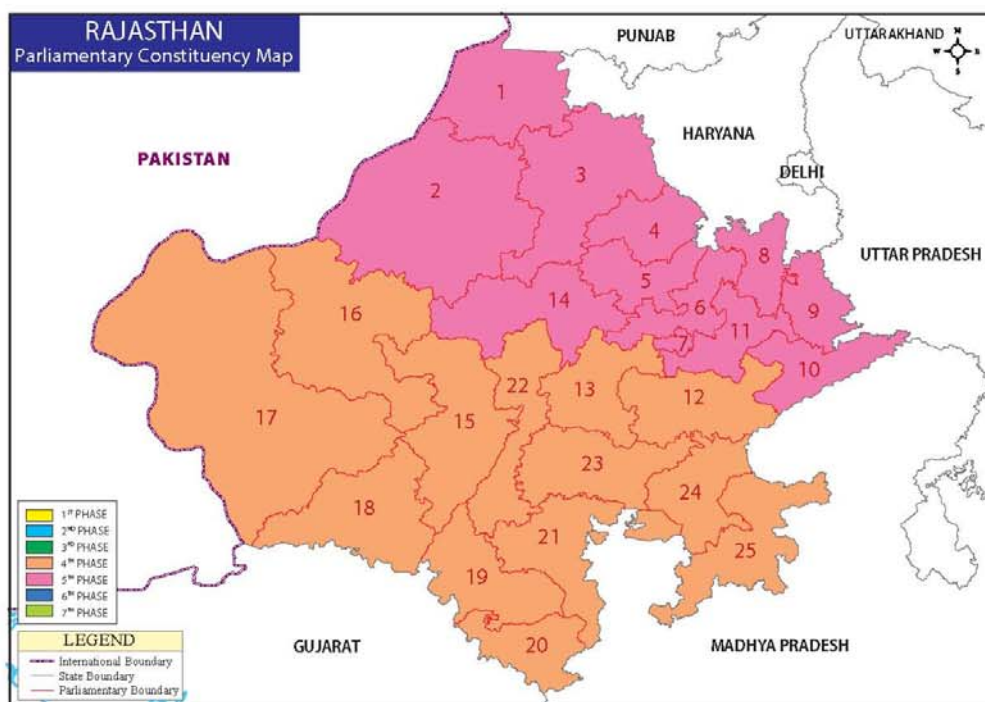 RAJASTHAN
Parliamentary Constituency Map
PUNJAB
UTTARAKHAND
N
W E
S
HARYANA
PAKISTAN
DELHI
UTTAR PRADESH
1
2
3
4
5
6
7
8
9
10
11
12
13
14
15
16
17
18
19
20
21
22
23
24
25
GUJARAT
MADHYA PRADESH
1ST PHASE
2ND PHASE
3RD PHASE
4TH PHASE
5TH PHASE
6TH PHASE
7TH PHASE
LEGEND
International Boundary
State Boundary
Parliamentary Boundary